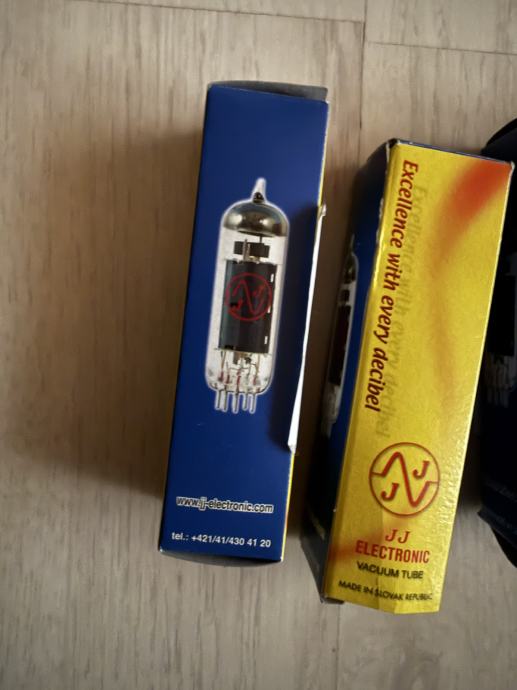 www.jj-electronic.com
tel.: +421/41/430 41 20
Excellence with every decibel
JJ
JJ
ELECTRONIC
VACUUM TUBE
MADE IN SLOVAK REPUBLIC